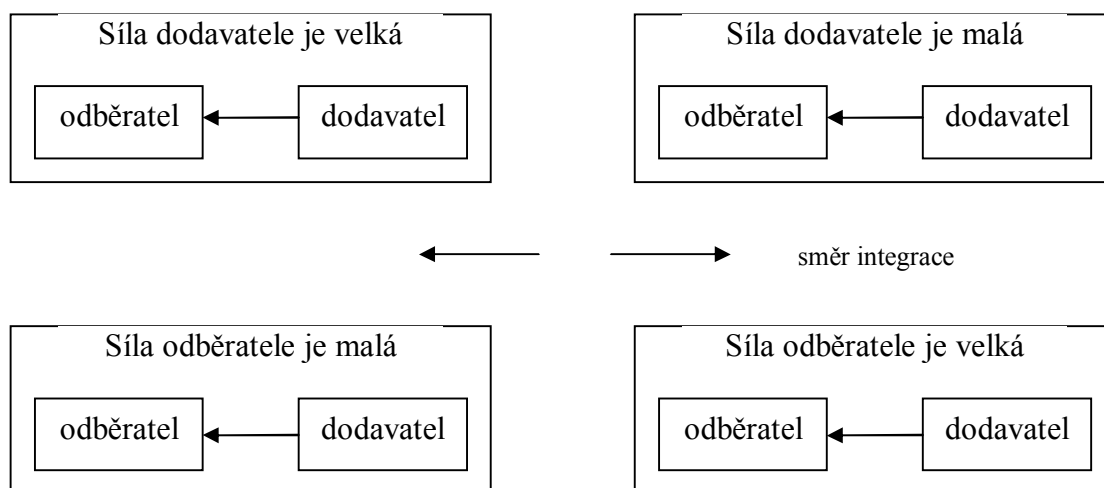 Síla dodavatele je velká
odběratel
dodavatel
Síla dodavatele je malá
odběratel
dodavatel
směr integrace
Síla odběratele je malá
odběratel
dodavatel
Síla odběratele je velká
odběratel
dodavatel